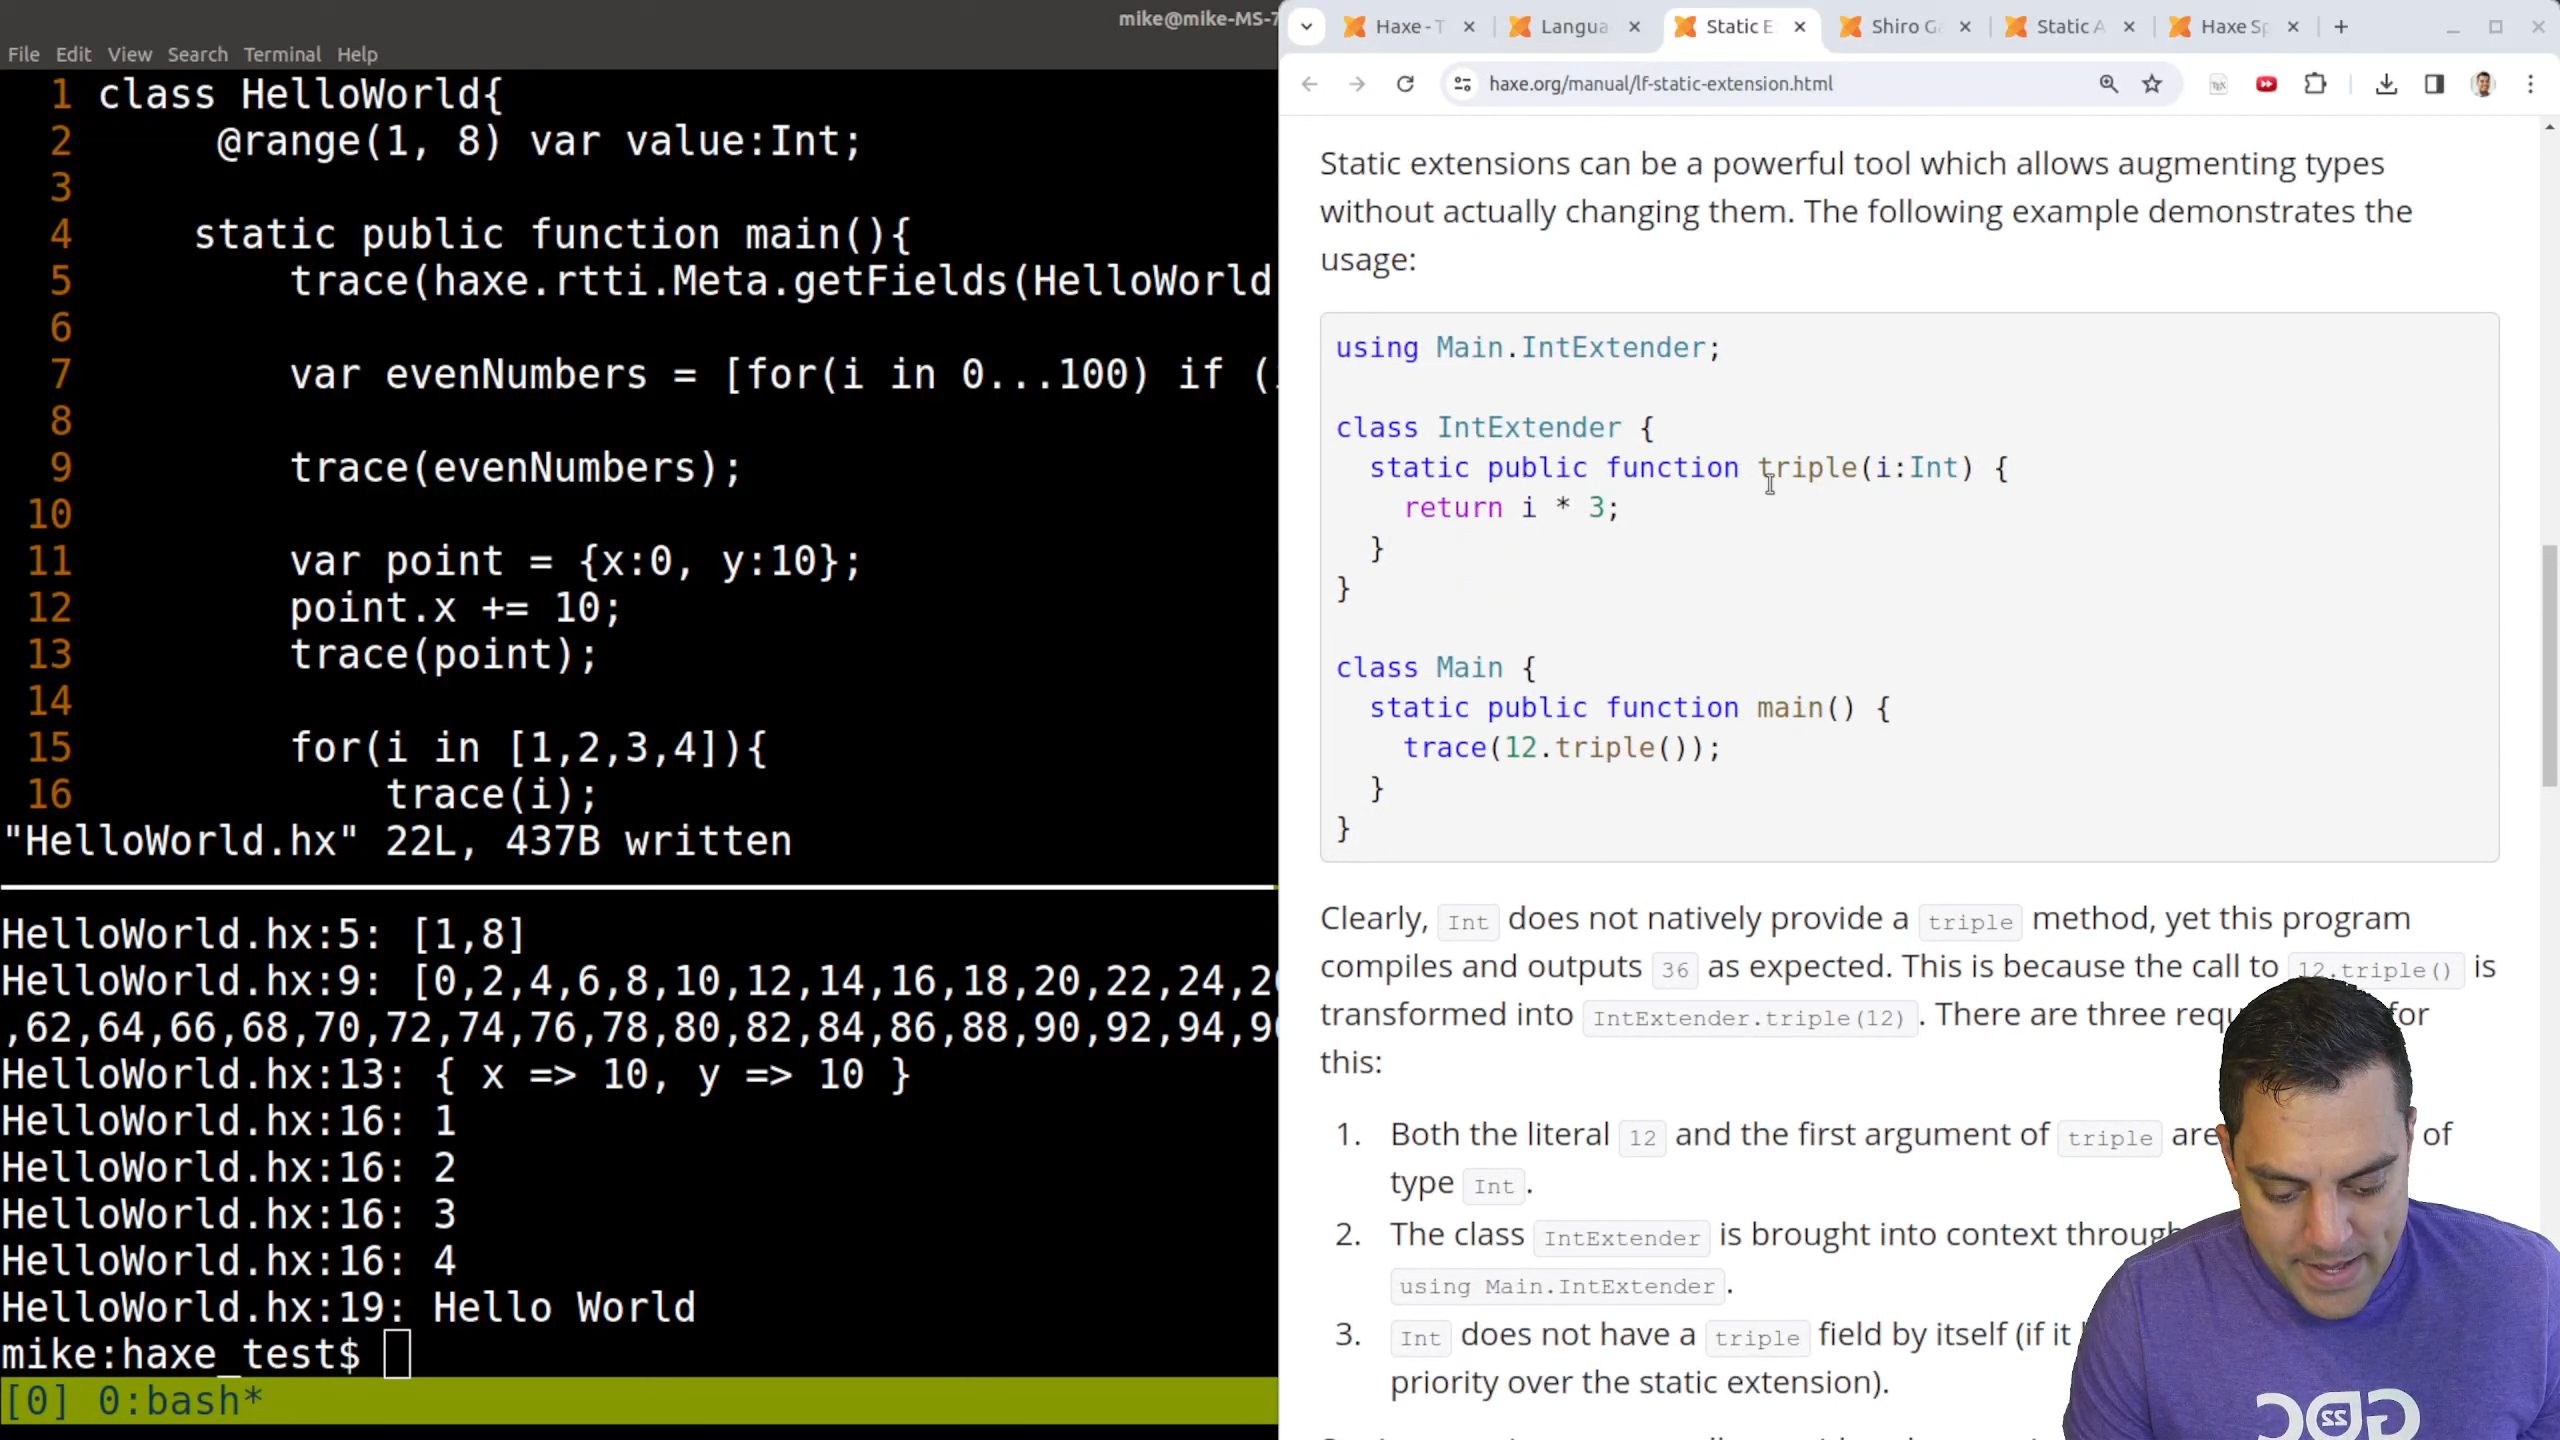 mike@mike-MS-7
File Edit View Search Terminal Help
1 class HelloWorld{
2 @range(1, 8) var value:Int;
3
4 static public function main(){
5 trace(haxe.rtti.Meta.getFields(HelloWorld
6
7 var evenNumbers = [for(i in 0...100) if (
8
9 trace(evenNumbers);
10
11 var point = {x:0, y:10};
12 point.x += 10;
13 trace(point);
14
15 for(i in [1,2,3,4]){
16 trace(i);
"HelloWorld.hx" 22L, 437B written
HelloWorld.hx:5: [1,8]
HelloWorld.hx:9: [0,2,4,6,8,10,12,14,16,18,20,22,24,2
,62,64,66,68,70,72,74,76,78,80,82,84,86,88,90,92,94,9
HelloWorld.hx:13: { x => 10, y => 10 }
HelloWorld.hx:16: 1
HelloWorld.hx:16: 2
HelloWorld.hx:16: 3
HelloWorld.hx:16: 4
HelloWorld.hx:19: Hello World
mike:haxe_test$
[0] 0:bash*
Haxe - T Langua Static E Shiro G Static A Haxe Sp
haxe.org/manual/lf-static-extension.html
Static extensions can be a powerful tool which allows augmenting types
without actually changing them. The following example demonstrates the
usage:
using Main.IntExtender;
class IntExtender {
static public function triple(i:Int) {
return i * 3;
}
}
class Main {
static public function main() {
trace(12.triple());
}
}
Clearly, Int does not natively provide a triple method, yet this program
compiles and outputs 36 as expected. This is because the call to 12.triple() is
transformed into IntExtender.triple(12). There are three requ for
this:
1. Both the literal 12 and the first argument of triple are of
type Int.
2. The class IntExtender is brought into context through
using Main.IntExtender.
3. Int does not have a triple field by itself (if it
priority over the static extension).
GDC
22